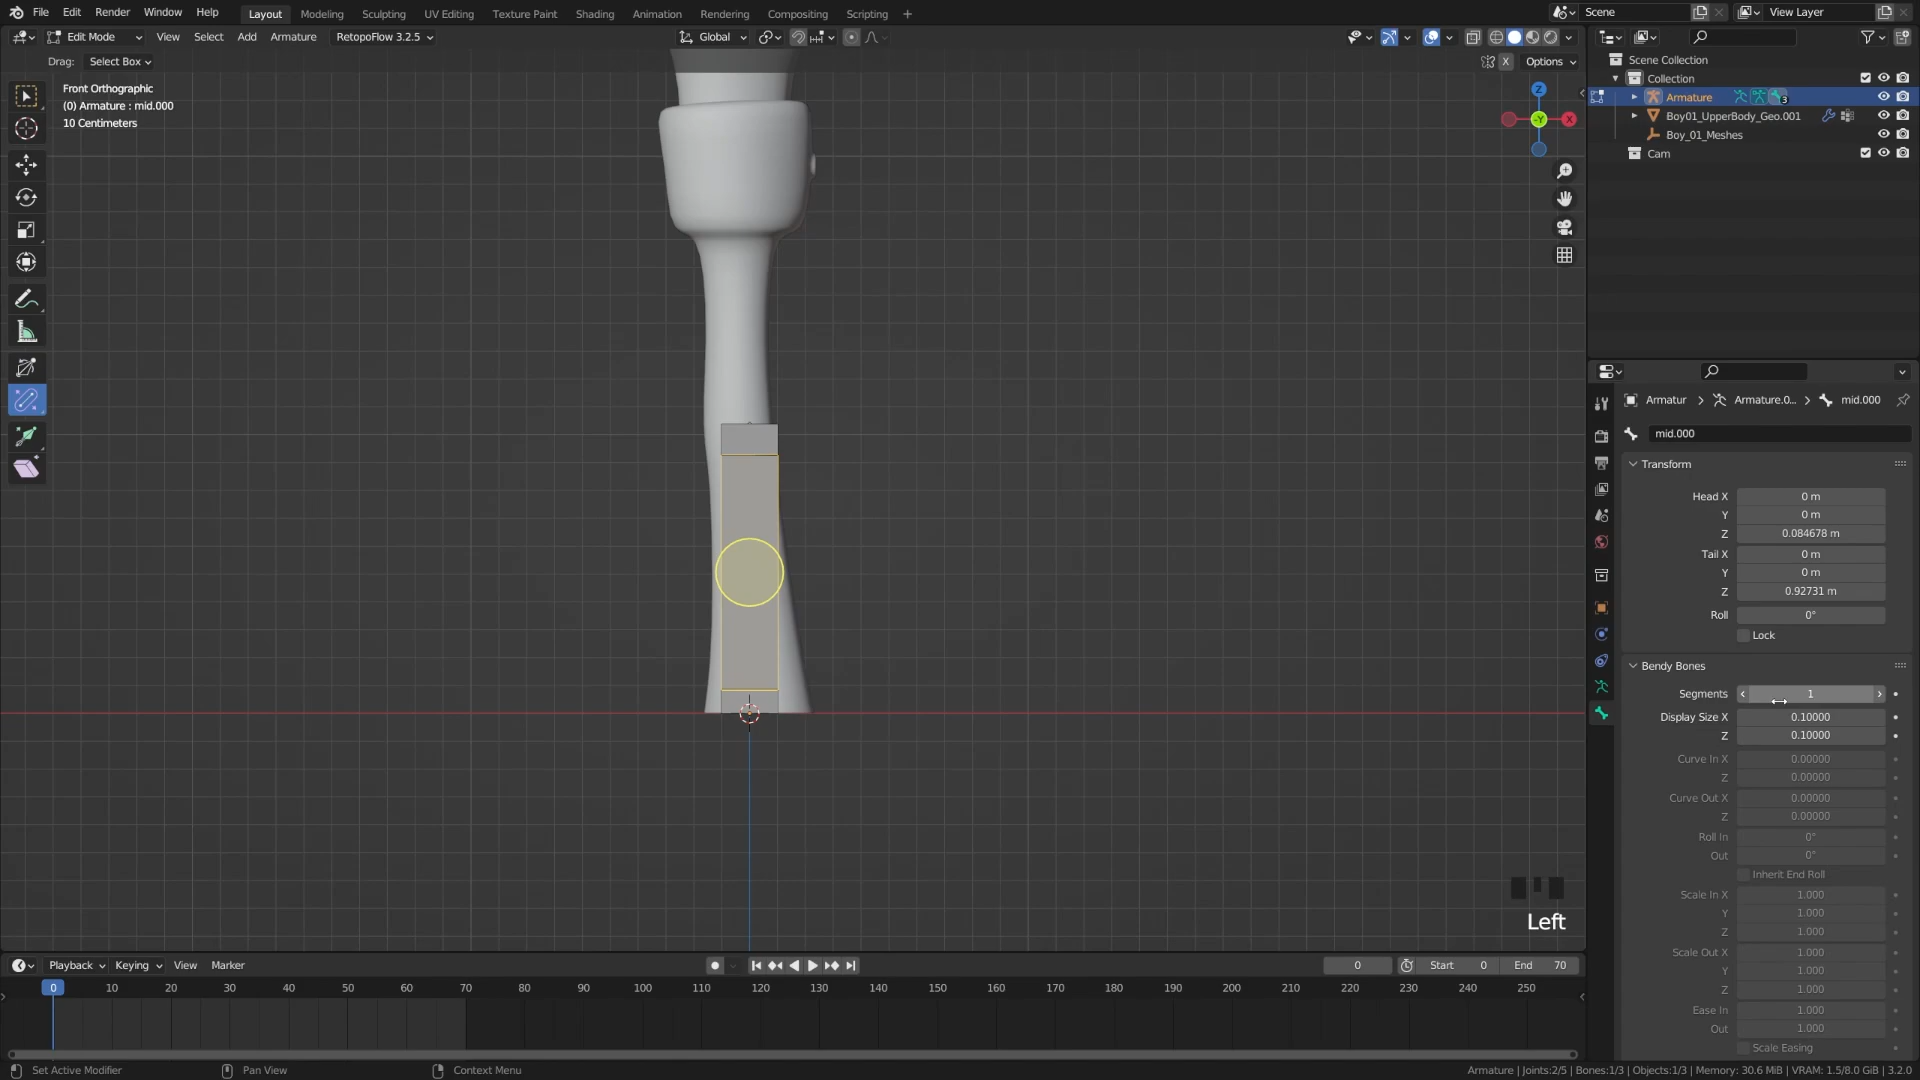 File Edit Render Window Help Layout Modeling Sculpting UV Editing Texture Paint Shading Animation Rendering Compositing Scripting + Scene View Layer
Edit Mode View Select Add Armature RetopoFlow 3.2.5 Global
Drag: Select Box X Options
Front Orthographic
(0) Armature : mid.000
10 Centimeters
Z
-Y
X
Left
Scene Collection
Collection
Armature 3
Boy01_UpperBody_Geo.001
Boy_01_Meshes
Cam
Armatur > Armature.0... > mid.000
mid.000
Transform
Head X 0 m
Y 0 m
Z 0.084678 m
Tail X 0 m
Y 0 m
Z 0.92731 m
Roll 0°
Lock
Bendy Bones
Segments 1
Display Size X 0.10000
Z 0.10000
Curve In X 0.00000
Z 0.00000
Curve Out X 0.00000
Z 0.00000
Roll In 0°
Out 0°
Inherit End Roll
Scale In X 1.000
Y 1.000
Z 1.000
Scale Out X 1.000
Y 1.000
Z 1.000
Ease In 1.000
Out 1.000
Scale Easing
Playback Keying View Marker 0 Start 0 End 70
0 10 20 30 40 50 60 70 80 90 100 110 120 130 140 150 160 170 180 190 200 210 220 230 240 250
Set Active Modifier Pan View Context Menu Armature | Joints:2/5 | Bones:1/3 | Objects:1/3 | Memory: 30.6 MiB | VRAM: 1.5/8.0 GiB | 3.2.0